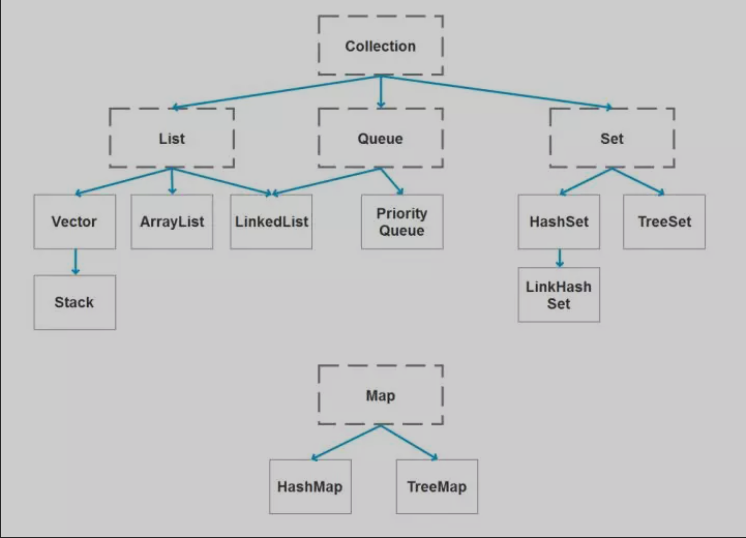 Collection
List
Queue
Set
Vector
ArrayList
LinkedList
Priority
Queue
HashSet
TreeSet
Stack
LinkHash
Set
Map
HashMap
TreeMap